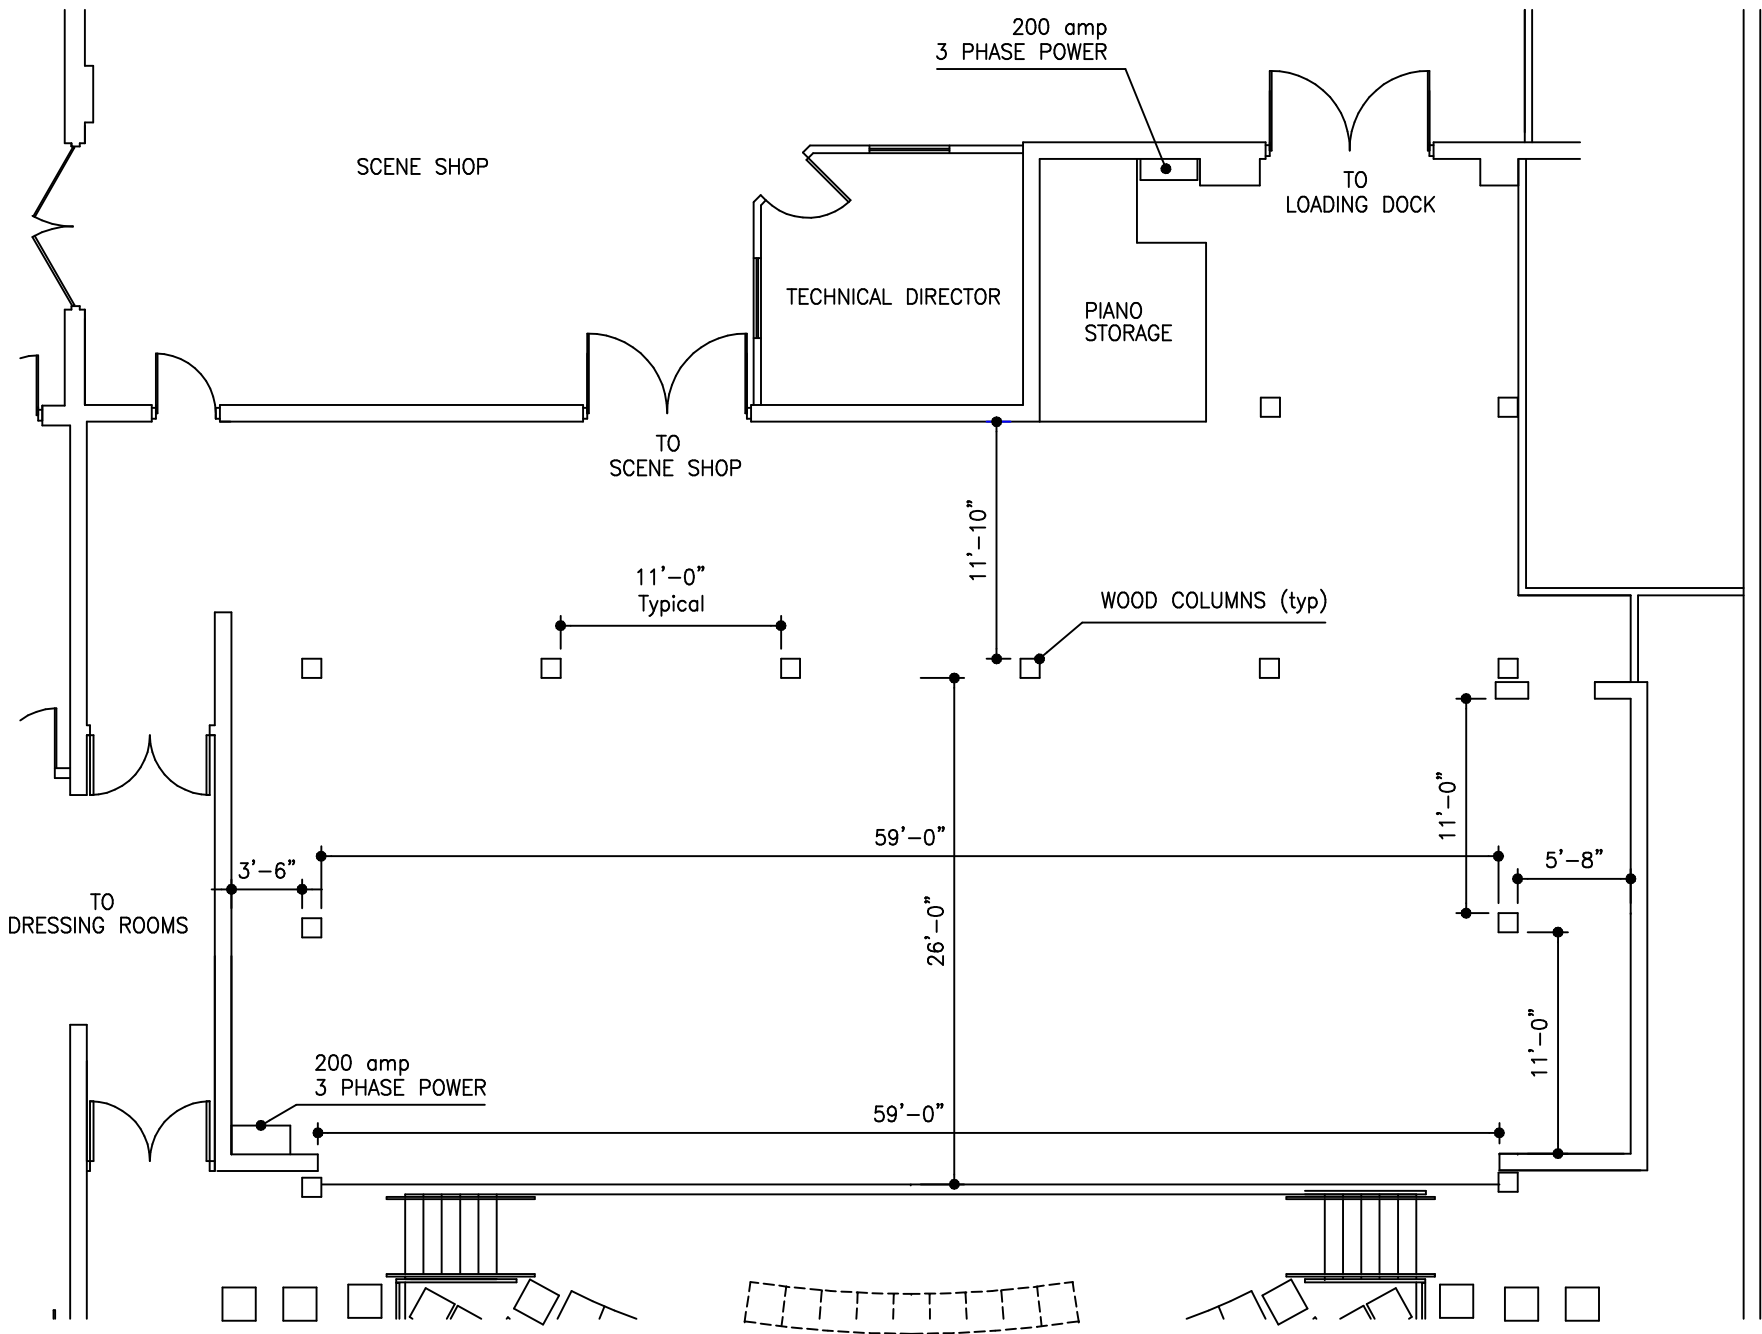 200 amp
3 PHASE POWER
SCENE SHOP
TO
LOADING DOCK
TECHNICAL DIRECTOR
PIANO
STORAGE
TO
SCENE SHOP
11'-10"
11'-0"
Typical
WOOD COLUMNS (typ)
59'-0"
11'-0"
3'-6"
5'-8"
TO
DRESSING ROOMS
26'-0"
11'-0"
200 amp
3 PHASE POWER
59'-0"